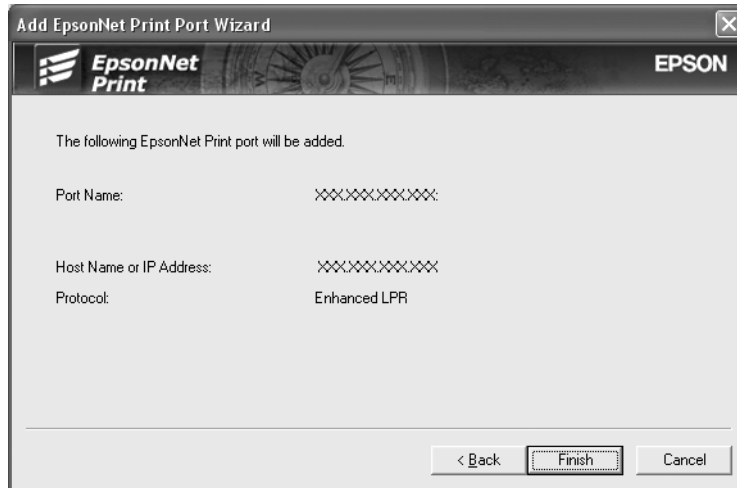 Add EpsonNet Print Port Wizard
EpsonNet
Print
EPSON
The following EpsonNet Print port will be added.
Port Name: XXX.XXX.XXX.XXX:
Host Name or IP Address: XXX.XXX.XXX.XXX
Protocol: Enhanced LPR
< Back Finish Cancel